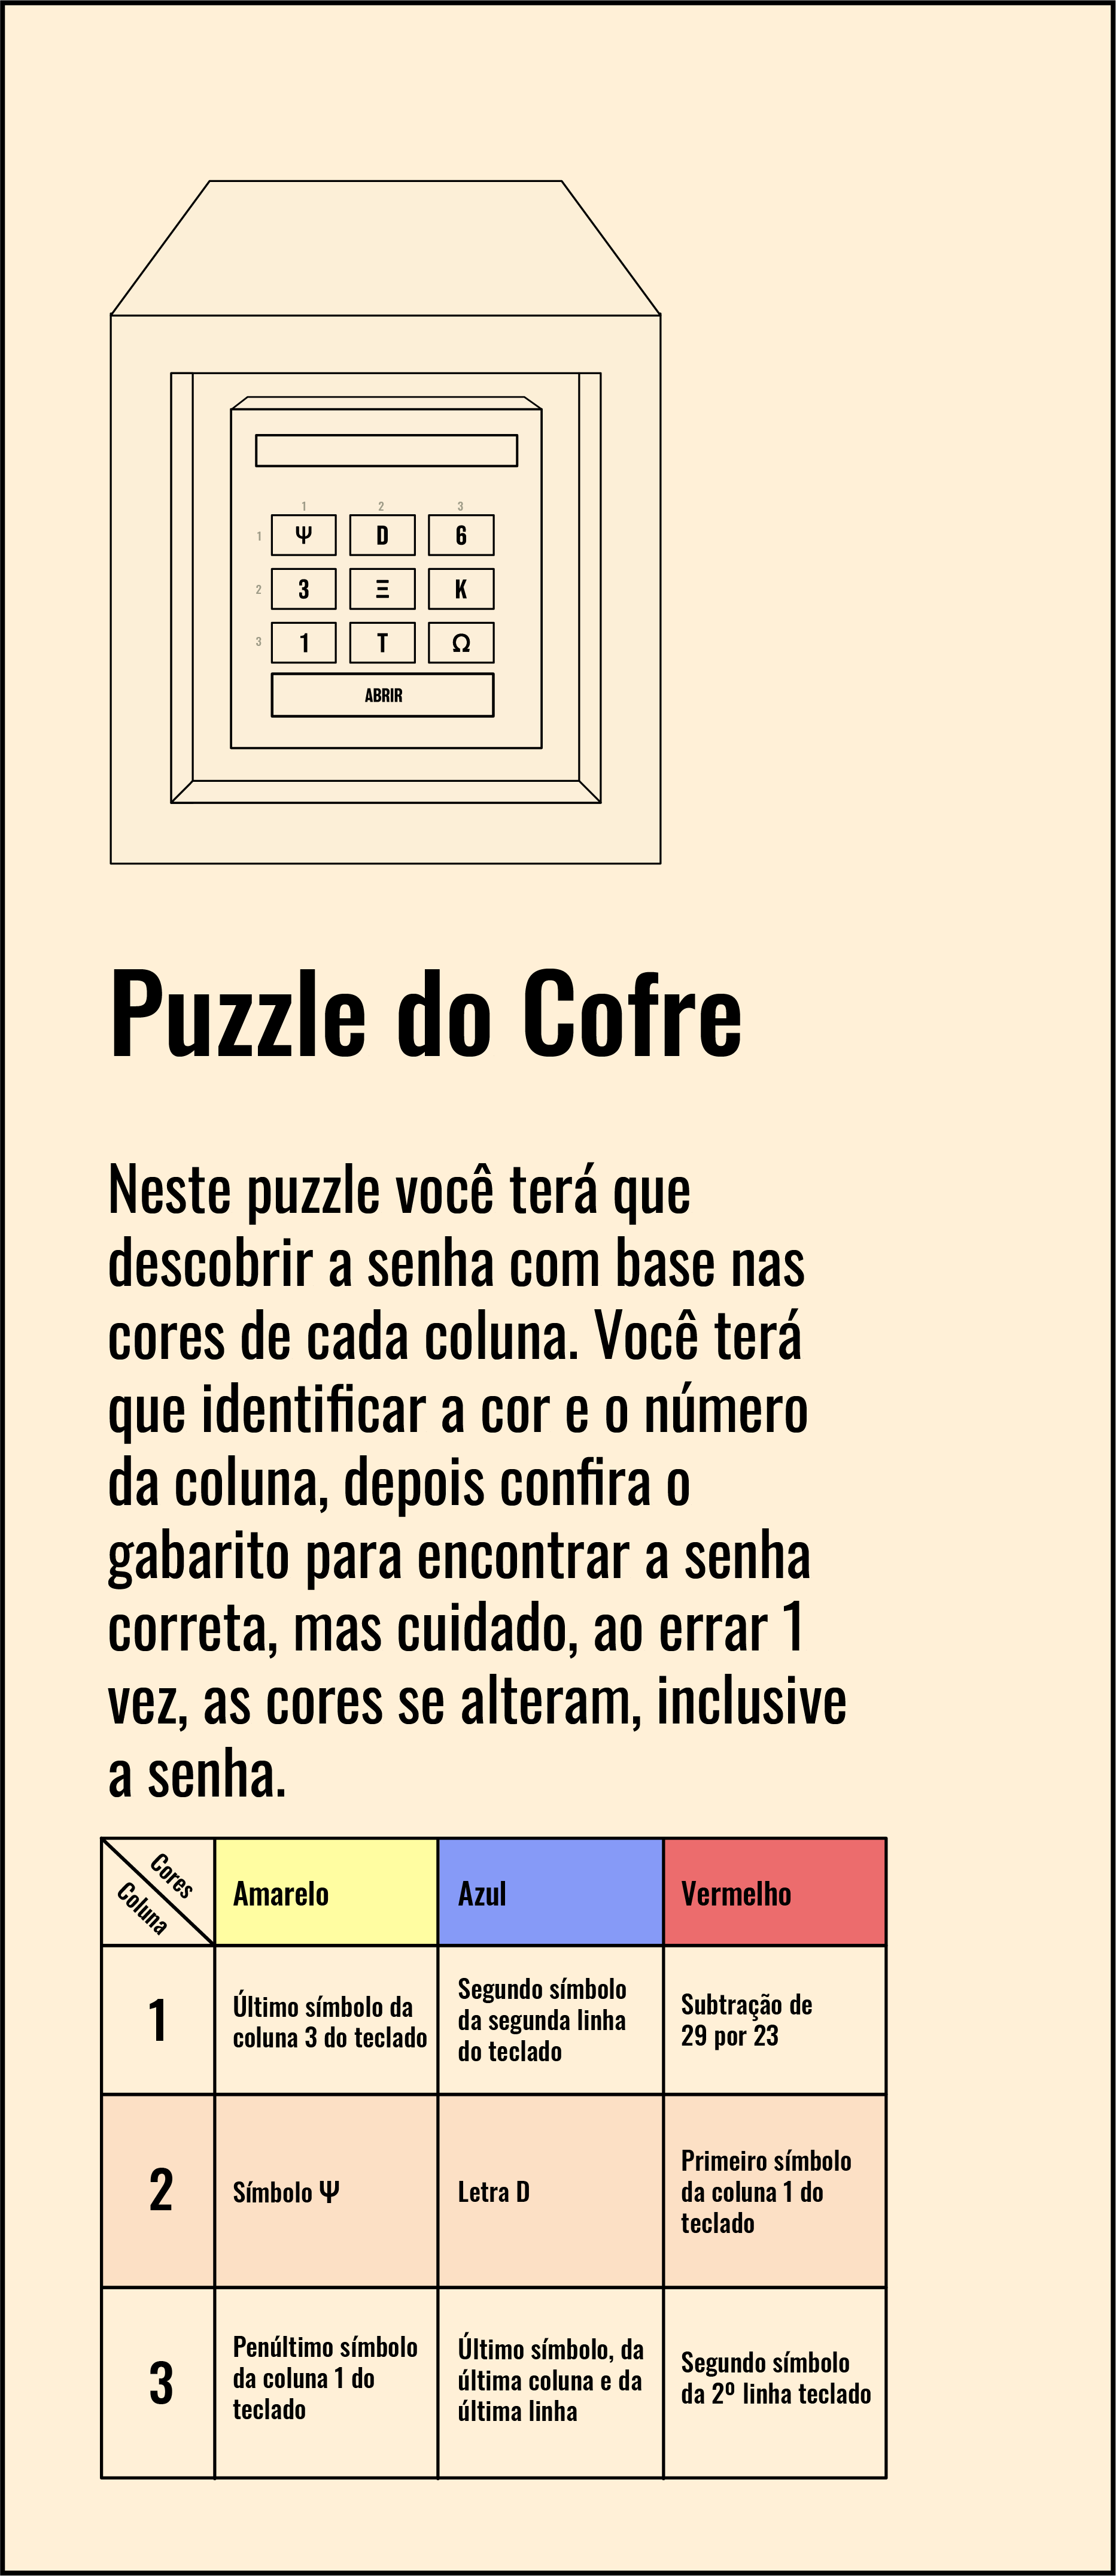 1 2 3
1 Ψ D 6
2 3 Ξ K
3 1 T Ω
ABRIR
Puzzle do Cofre
Neste puzzle você terá que
descobrir a senha com base nas
cores de cada coluna. Você terá
que identificar a cor e o número
da coluna, depois confira o
gabarito para encontrar a senha
correta, mas cuidado, ao errar 1
vez, as cores se alteram, inclusive
a senha.
Cores
Coluna
Amarelo
Azul
Vermelho
1
Último símbolo da
coluna 3 do teclado
Segundo símbolo
da segunda linha
do teclado
Subtração de
29 por 23
2
Símbolo Ψ
Letra D
Primeiro símbolo
da coluna 1 do
teclado
3
Penúltimo símbolo
da coluna 1 do
teclado
Último símbolo, da
última coluna e da
última linha
Segundo símbolo
da 2º linha teclado